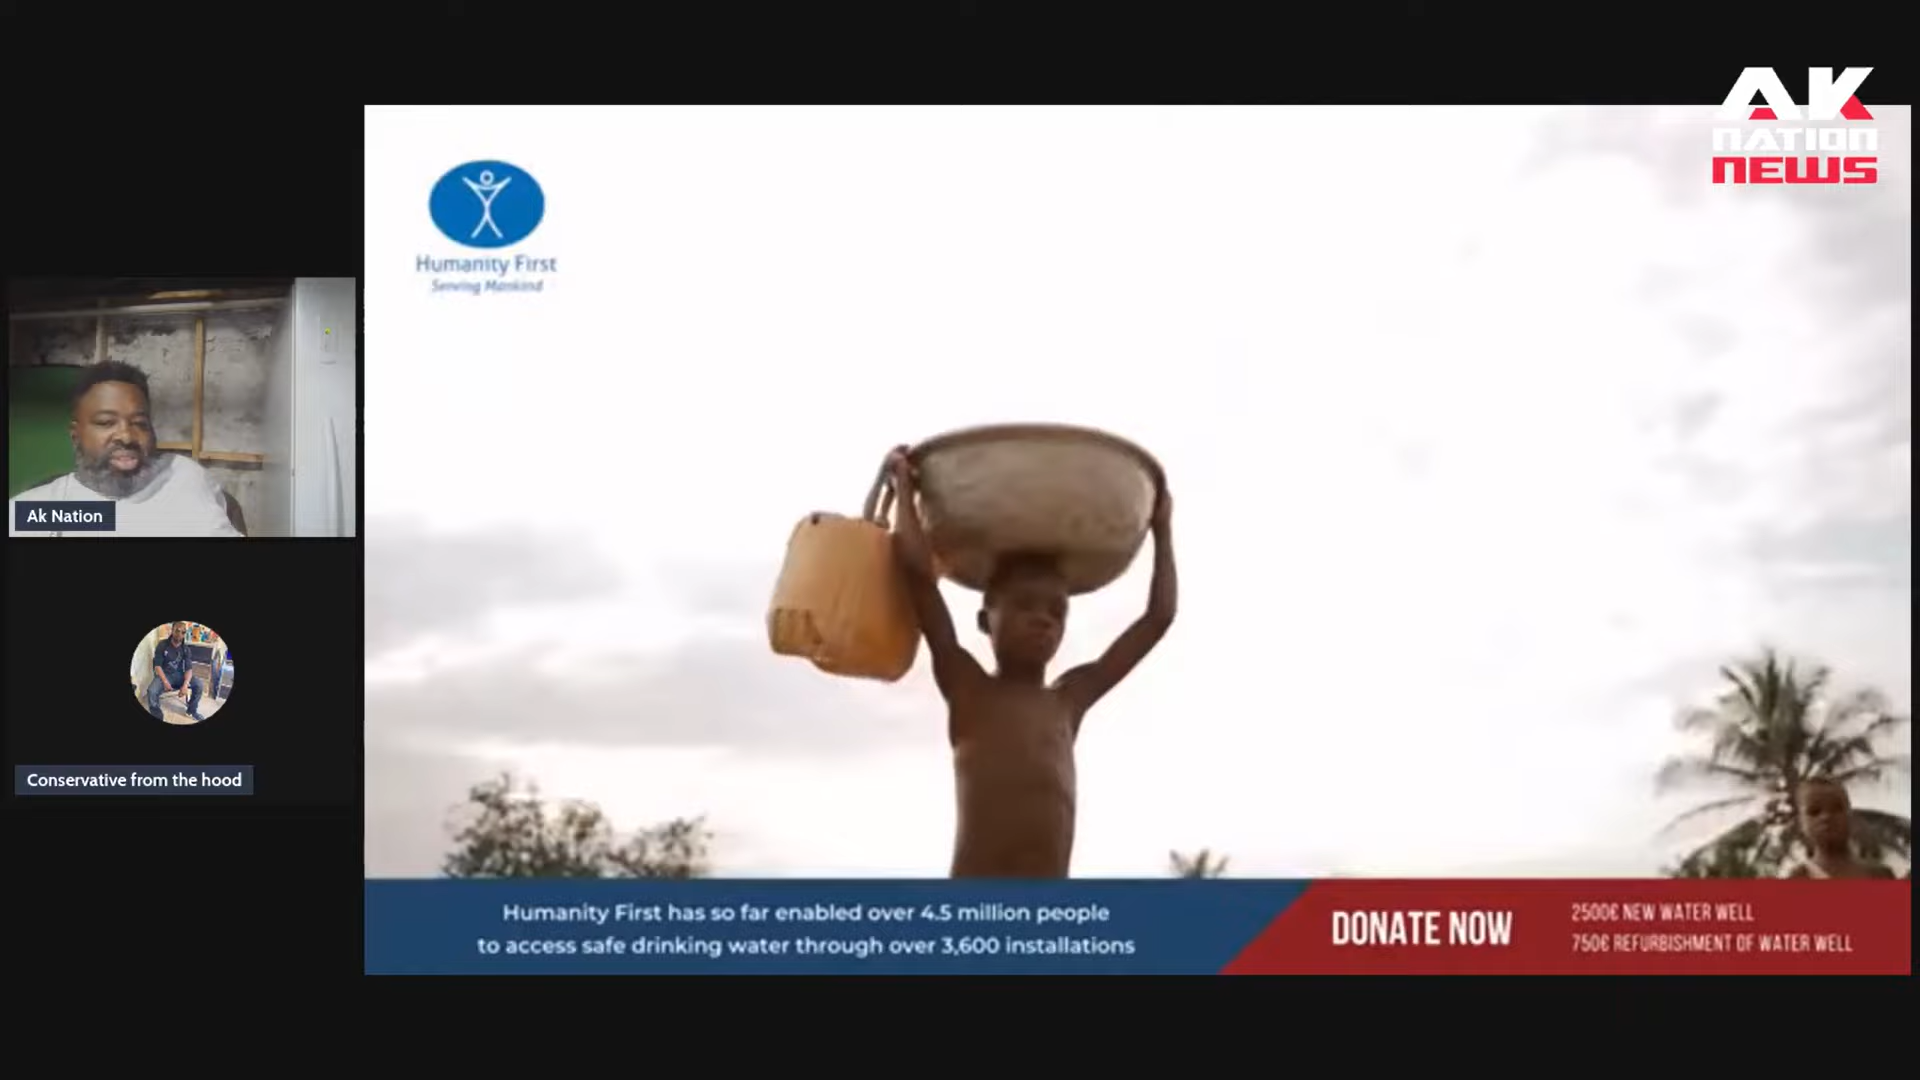 AK
NATION
NEWS
Humanity First
Serving Mankind
Ak Nation
Conservative from the hood
Humanity First has so far enabled over 4.5 million people
to access safe drinking water through over 3,600 installations
DONATE NOW
2500€ NEW WATER WELL
750€ REFURBISHMENT OF WATER WELL